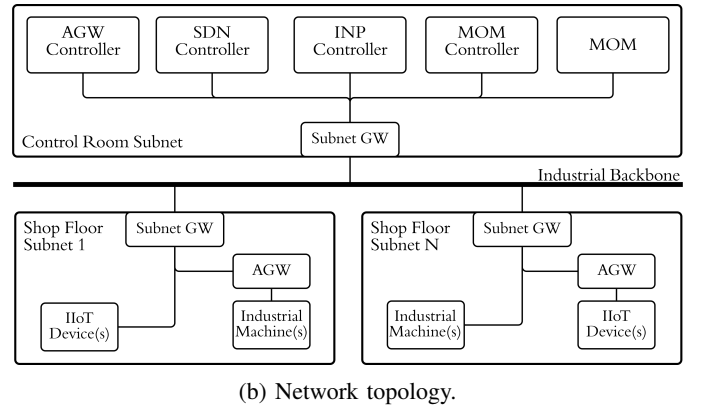 AGW
Controller
SDN
Controller
INP
Controller
MOM
Controller
MOM
Control Room Subnet
Subnet GW
Industrial Backbone
Shop Floor
Subnet 1
Subnet GW
AGW
IIoT
Device(s)
Industrial
Machine(s)
Shop Floor
Subnet N
Subnet GW
AGW
Industrial
Machine(s)
IIoT
Device(s)
(b) Network topology.